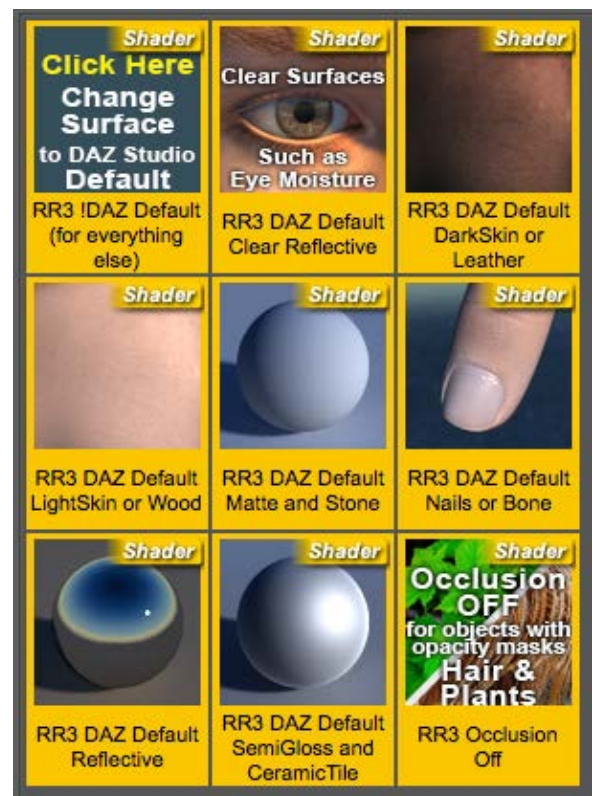 Shader
Click Here
Change
Surface
to DAZ Studio
Default
RR3 !DAZ Default
(for everything
else)
Shader
Clear Surfaces
Such as
Eye Moisture
RR3 DAZ Default
Clear Reflective
Shader
RR3 DAZ Default
DarkSkin or
Leather
Shader
RR3 DAZ Default
LightSkin or Wood
Shader
RR3 DAZ Default
Matte and Stone
Shader
RR3 DAZ Default
Nails or Bone
Shader
RR3 DAZ Default
Reflective
Shader
RR3 DAZ Default
SemiGloss and
CeramicTile
Shader
Occlusion
OFF
for objects with
opacity masks
Hair &
Plants
RR3 Occlusion
Off